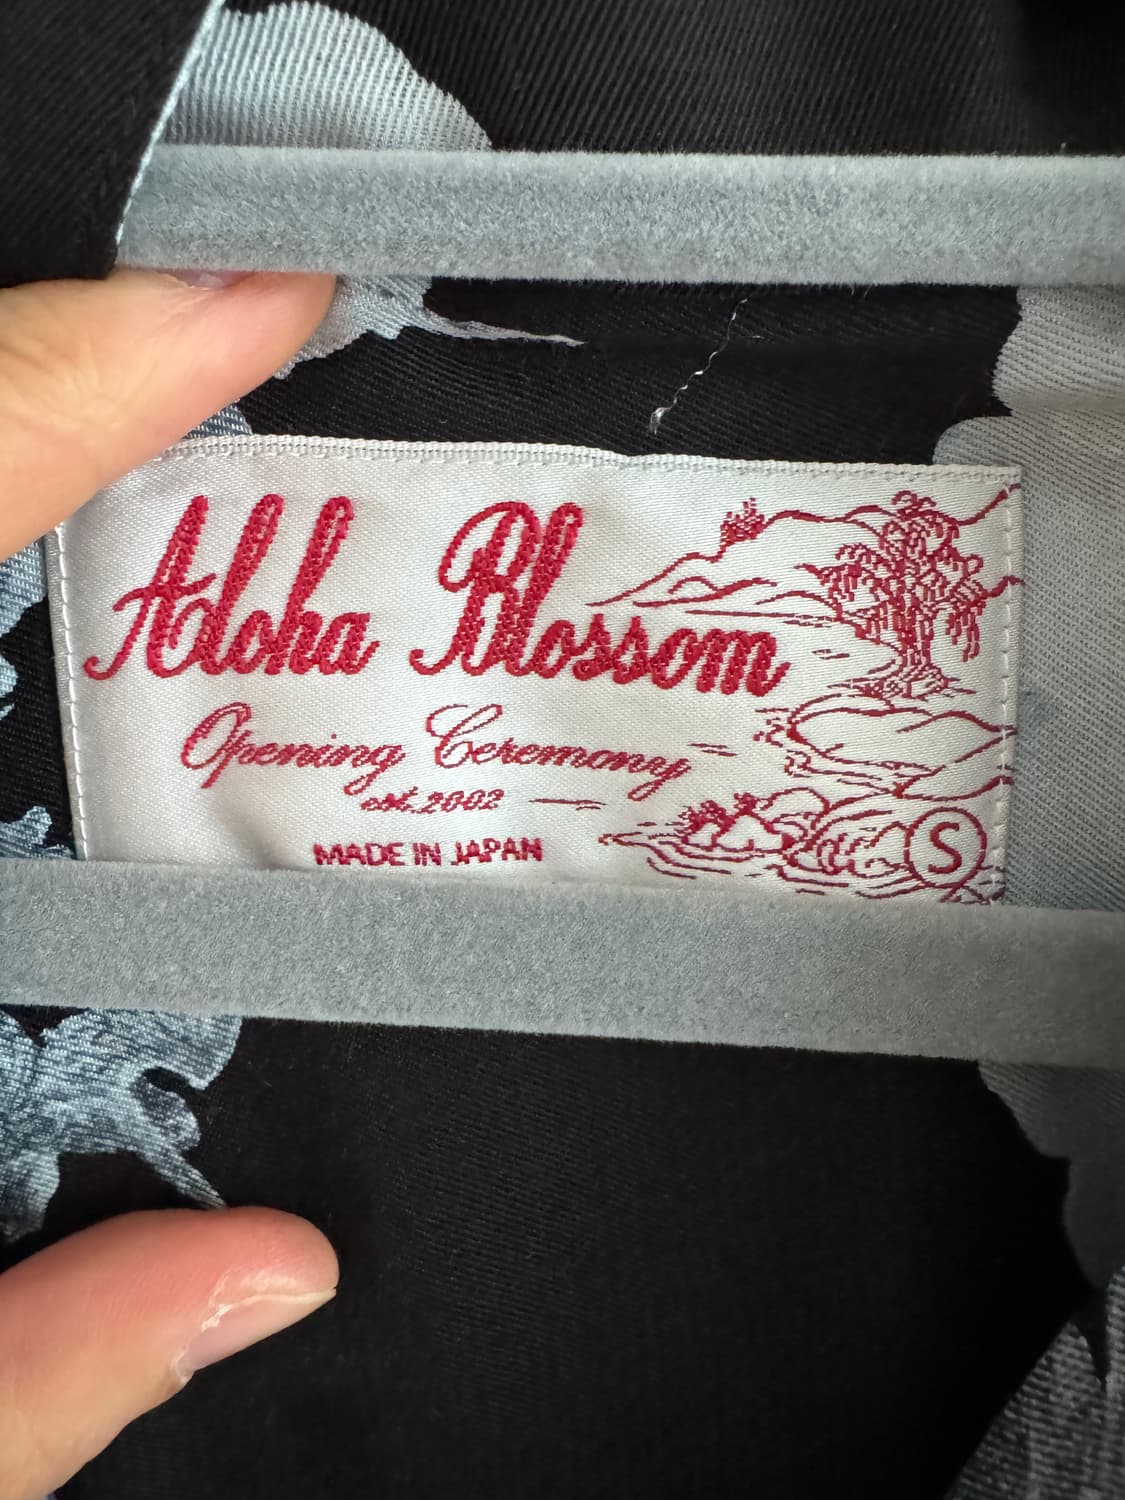 Aloha Blossom
Opening Ceremony
est.2002
MADE IN JAPAN
S